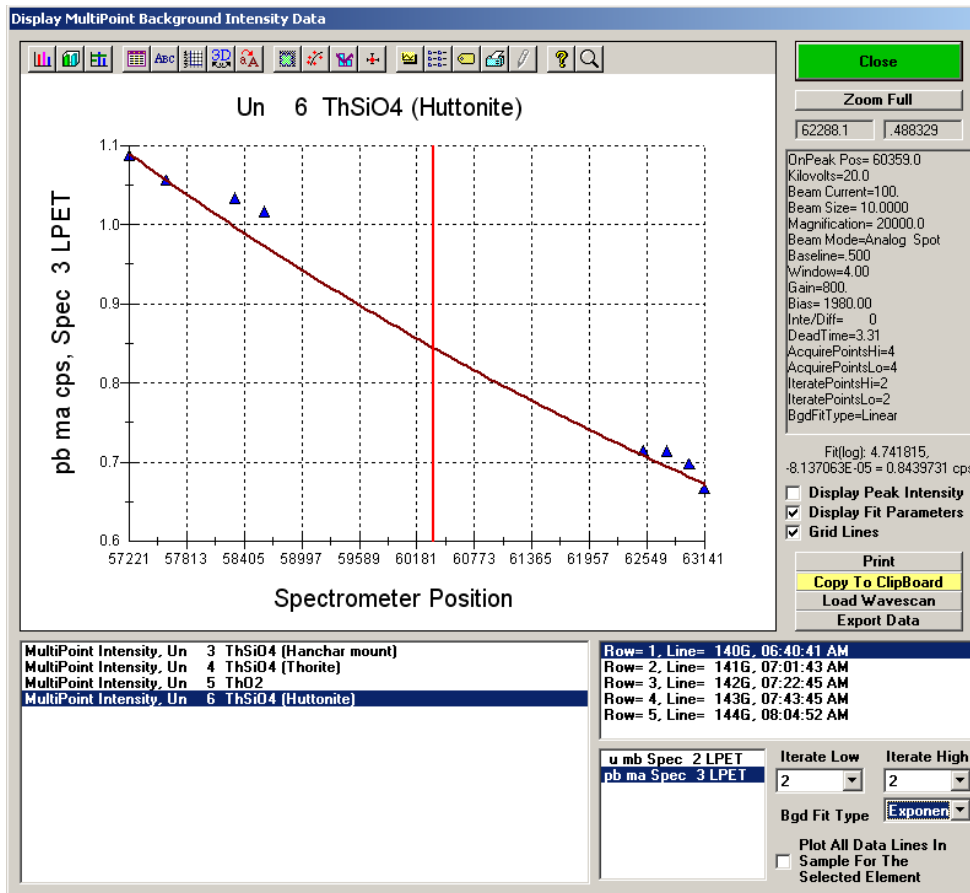 Display MultiPoint Background Intensity Data
ABC 3D aA ?
Un 6 ThSiO4 (Huttonite)
pb ma cps, Spec 3 LPET
1.1
1.0
0.9
0.8
0.7
0.6
57221 57813 58405 58997 59589 60181 60773 61365 61957 62549 63141
Spectrometer Position
Close
Zoom Full
62288.1 .488329
OnPeak Pos= 60359.0
Kilovolts=20.0
Beam Current=100.
Beam Size= 10.0000
Magnification= 20000.0
Beam Mode=Analog Spot
Baseline=.500
Window=4.00
Gain=800.
Bias= 1980.00
Inte/Diff= 0
DeadTime=3.31
AcquirePointsHi=4
AcquirePointsLo=4
IteratePointsHi=2
IteratePointsLo=2
BgdFitType=Linear
Fit(log): 4.741815,
-8.137063E-05 = 0.8439731 cps
Display Peak Intensity
Display Fit Parameters
Grid Lines
Print
Copy To ClipBoard
Load Wavescan
Export Data
MultiPoint Intensity, Un 3 ThSiO4 (Hanchar mount)
MultiPoint Intensity, Un 4 ThSiO4 (Thorite)
MultiPoint Intensity, Un 5 ThO2
MultiPoint Intensity, Un 6 ThSiO4 (Huttonite)
Row= 1, Line= 140G, 06:40:41 AM
Row= 2, Line= 141G, 07:01:43 AM
Row= 3, Line= 142G, 07:22:45 AM
Row= 4, Line= 143G, 07:43:45 AM
Row= 5, Line= 144G, 08:04:52 AM
u mb Spec 2 LPET
pb ma Spec 3 LPET
Iterate Low Iterate High
2 2
Bgd Fit Type Exponen
Plot All Data Lines In
Sample For The
Selected Element